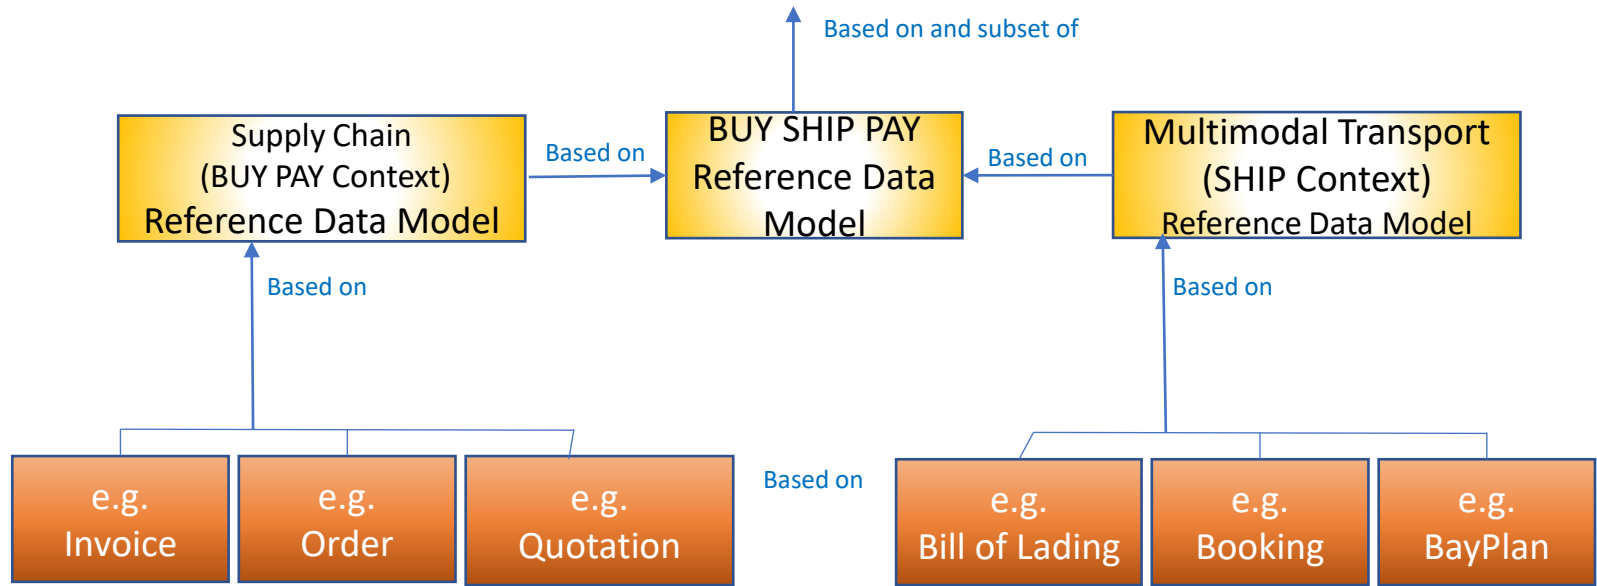 Based on and subset of
Supply Chain
(BUY PAY Context)
Reference Data Model
Based on
BUY SHIP PAY
Reference Data
Model
Based on
Multimodal Transport
(SHIP Context)
Reference Data Model
Based on
Based on
e.g.
Invoice
e.g.
Order
e.g.
Quotation
Based on
e.g.
Bill of Lading
e.g.
Booking
e.g.
BayPlan